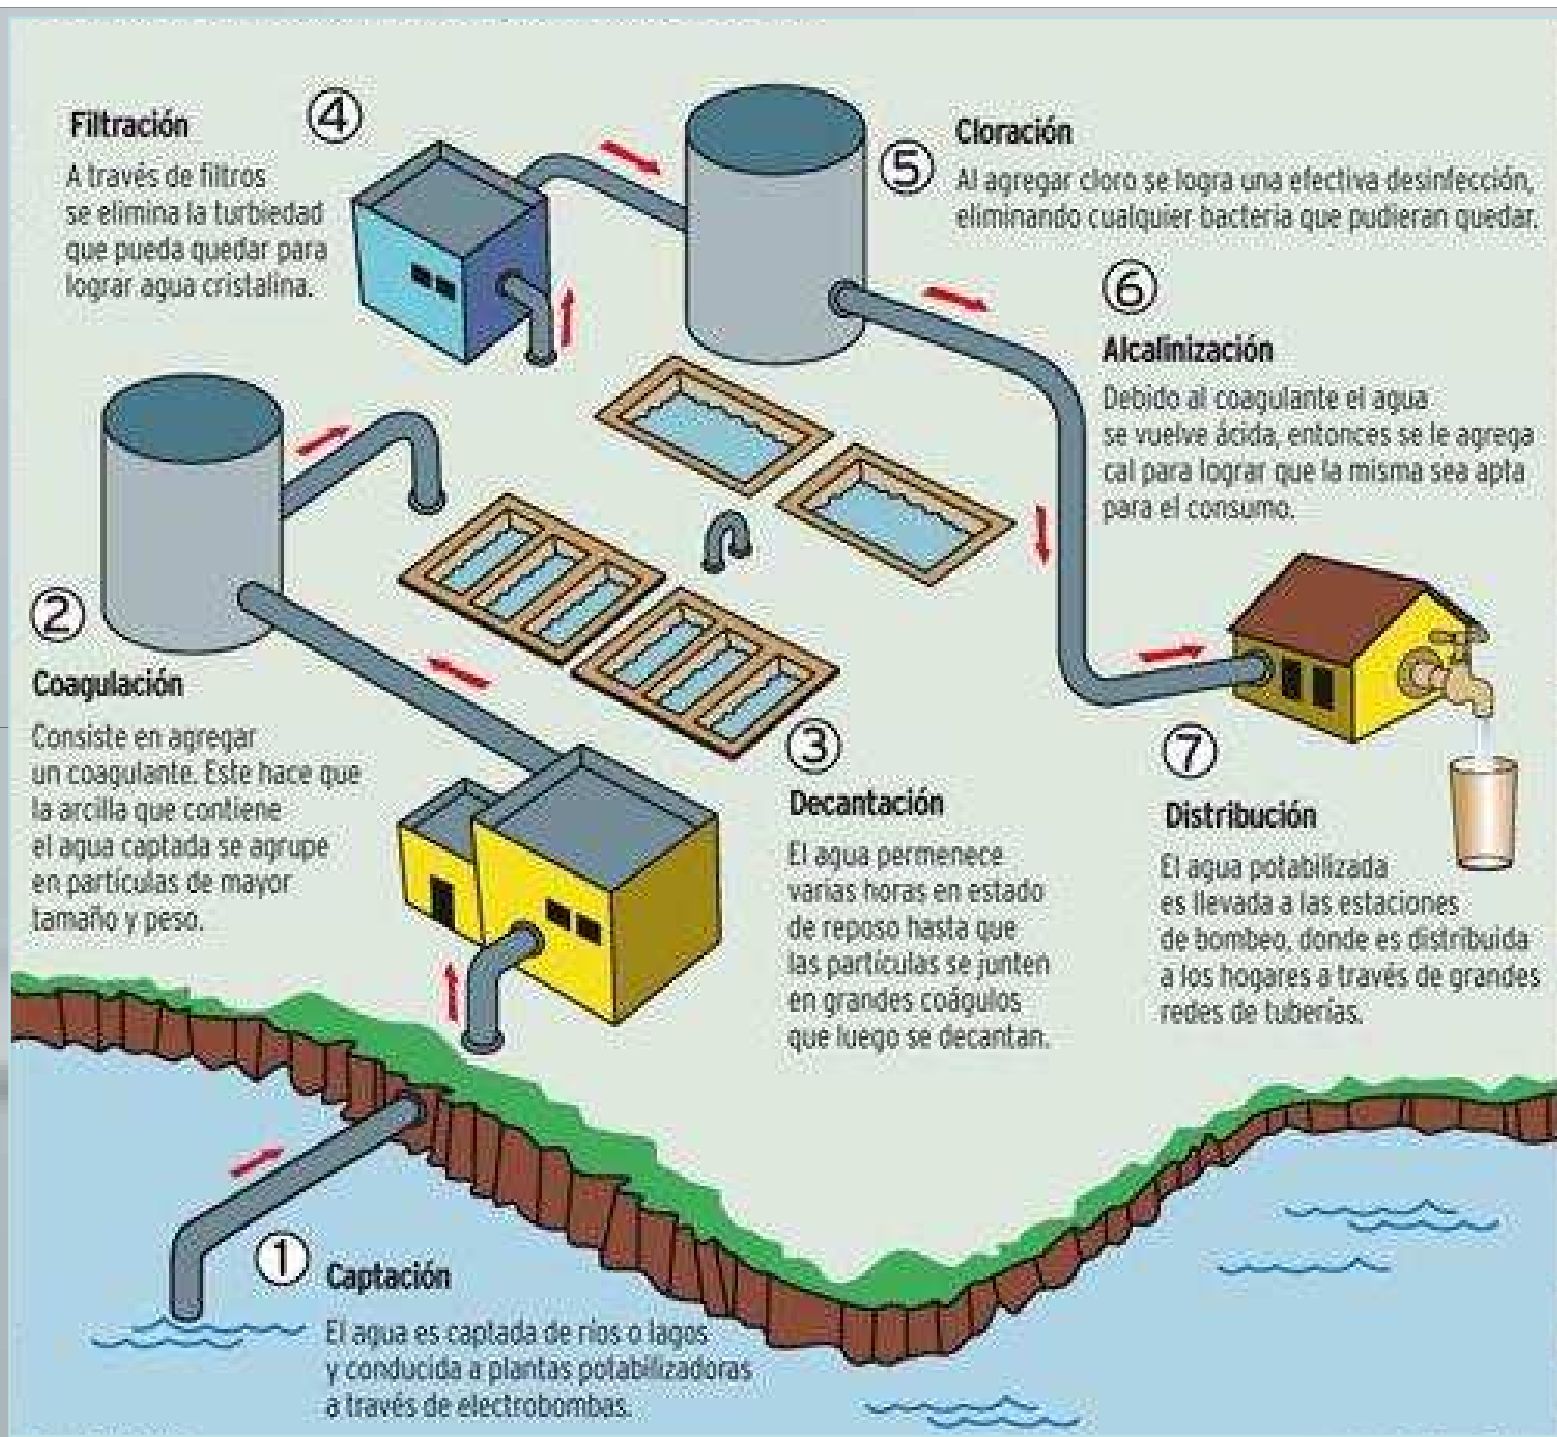 ④
Filtración
A través de filtros
se elimina la turbiedad
que pueda quedar para
lograr agua cristalina.
⑤
Cloración
Al agregar cloro se logra una efectiva desinfección,
eliminando cualquier bacteria que pudieran quedar.
⑥
Alcalinización
Debido al coagulante el agua
se vuelve ácida, entonces se le agrega
cal para lograr que la misma sea apta
para el consumo.
②
Coagulación
Consiste en agregar
un coagulante. Este hace que
la arcilla que contiene
el agua captada se agrupe
en partículas de mayor
tamaño y peso.
③
Decantación
El agua permenece
varias horas en estado
de reposo hasta que
las partículas se junten
en grandes coágulos
que luego se decantan.
⑦
Distribución
El agua potabilizada
es llevada a las estaciones
de bombeo, donde es distribuida
a los hogares a través de grandes
redes de tuberías.
①
Captación
El agua es captada de ríos o lagos
y conducida a plantas potabilizadoras
a través de electrobombas.